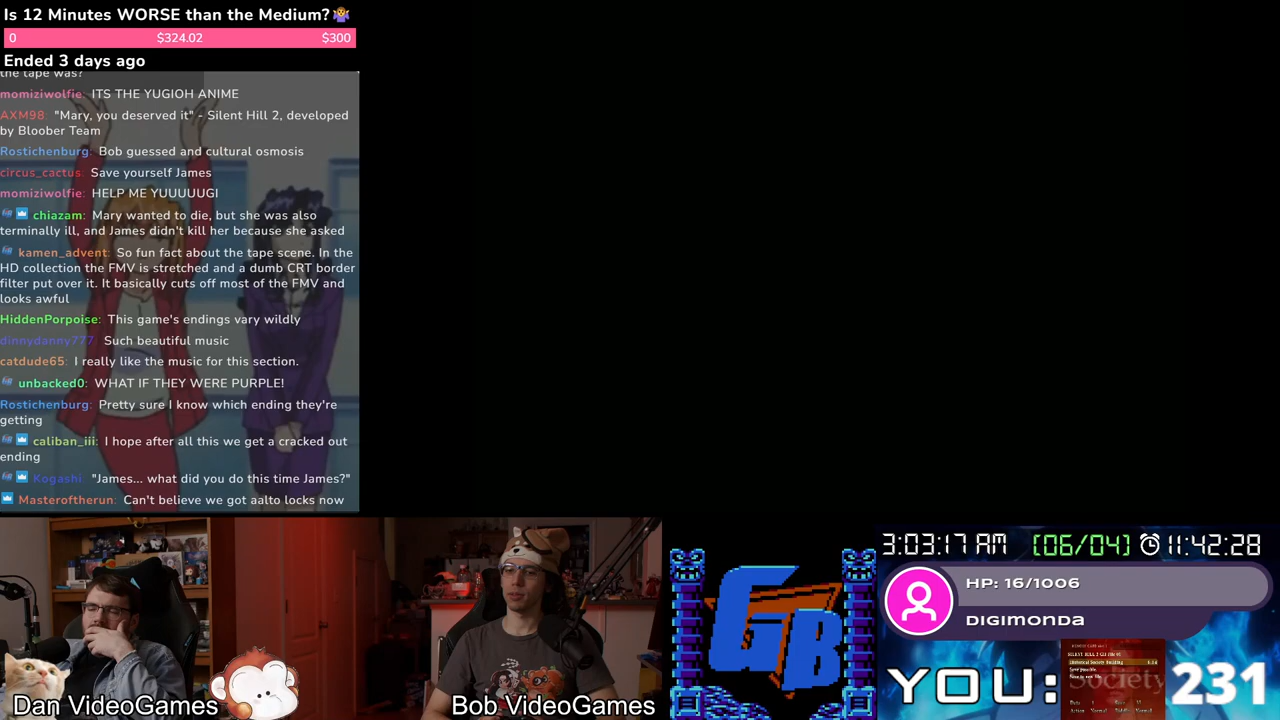 Is 12 Minutes WORSE than the Medium?🤷‍♀️
0 $324.02 $300
Ended 3 days ago
the tape was?
momiziwolfie: ITS THE YUGIOH ANIME
AXM98: "Mary, you deserved it" - Silent Hill 2, developed
by Bloober Team
Rostichenburg: Bob guessed and cultural osmosis
circus_cactus: Save yourself James
momiziwolfie: HELP ME YUUUUUGI
chiazam: Mary wanted to die, but she was also
terminally ill, and James didn't kill her because she asked
kamen_advent: So fun fact about the tape scene. In the
HD collection the FMV is stretched and a dumb CRT border
filter put over it. It basically cuts off most of the FMV and
looks awful
HiddenPorpoise: This game's endings vary wildly
dinnydanny777: Such beautiful music
catdude65: I really like the music for this section.
unbacked0: WHAT IF THEY WERE PURPLE!
Rostichenburg: Pretty sure I know which ending they're
getting
caliban_iii: I hope after all this we get a cracked out
ending
Kogashi: "James... what did you do this time James?"
Masteroftherun: Can't believe we got aalto locks now
Dan VideoGames
Bob VideoGames
GB
3:03:17 AM [06/04] 11:42:28
HP: 16/1006
DIGIMONDA
YOU: 231
Society